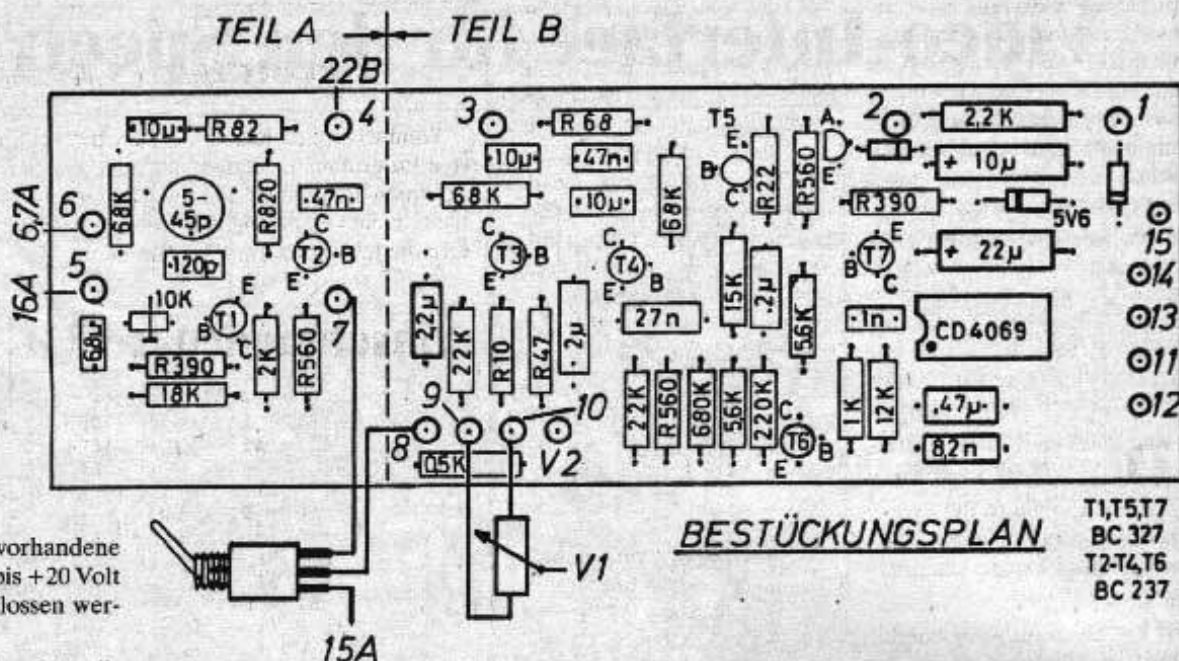 TEIL A
TEIL B
22B
4
3
2
1
10µ
R 82
R 68
T5
E
B
C
A
E
2,2K
10µ
47n
R22
R560
+ 10µ
6,7A
6
68K
5-45p
R820
.47n
68K
10µ
68K
R390
5V6
15
16A
5
120p
C
T2
B
E
C
T3
B
E
C
T4
B
E
15K
.2µ
E
T7
B
C
+ 22µ
14
10K
E
T1
B
C
7
2,2µ
27n
5,6K
1n
CD4069
13
6,8µ
R390
18K
2K
R560
22K
R10
R47
.2µ
11
22K
R560
680K
5,6K
220K
1K
12K
.47µ
12
9
10
8
0,5K
V2
C
T6
B
E
8,2n
V1
15A
BESTÜCKUNGSPLAN
T1,T5,T7
BC 327
T2-T4,T6
BC 237
vorhandene
bis +20 Volt
lossen wer-